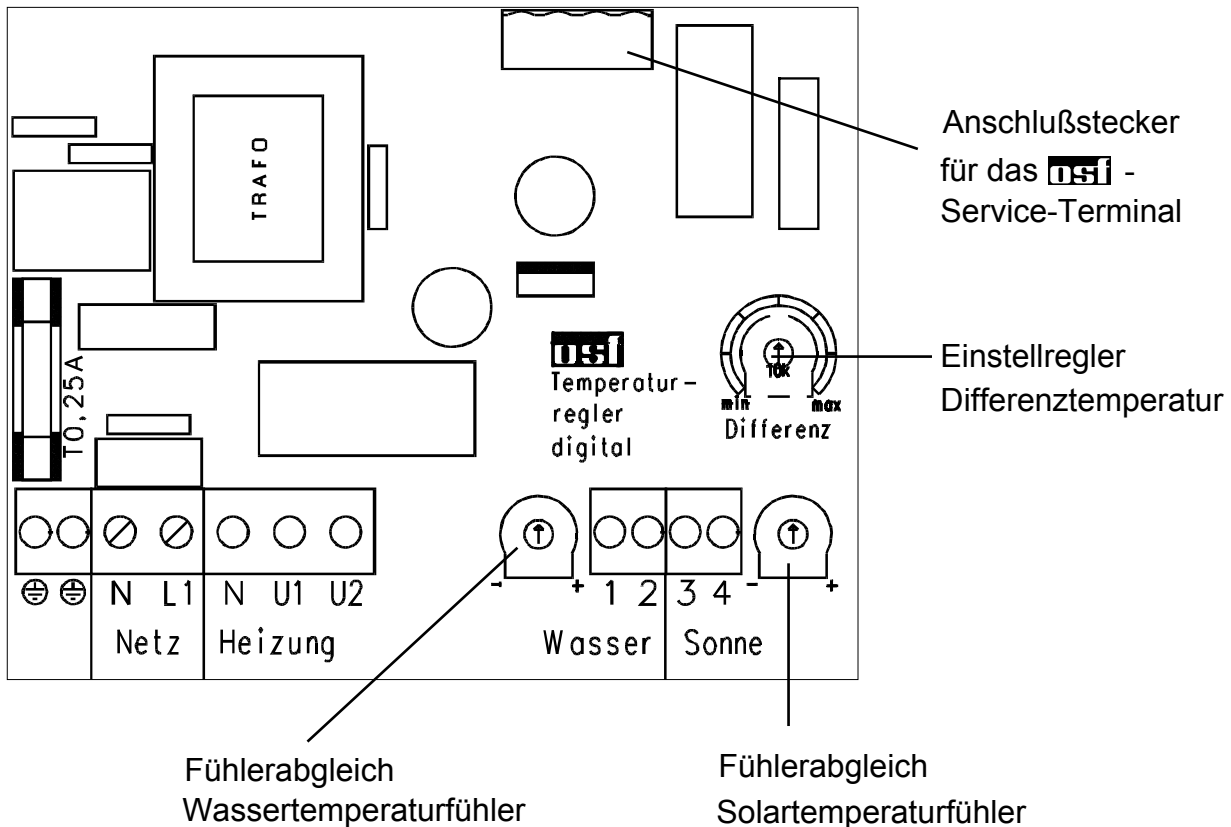 Anschlußstecker
für das osf -
Service-Terminal
TRAFO
T0,25A
osf
Temperatur-
regler
digital
10K
min max
Differenz
Einstellregler
Differenztemperatur
- + - +
N L1 N U1 U2 1 2 3 4
Netz Heizung Wasser Sonne
Fühlerabgleich
Wassertemperaturfühler
Fühlerabgleich
Solartemperaturfühler